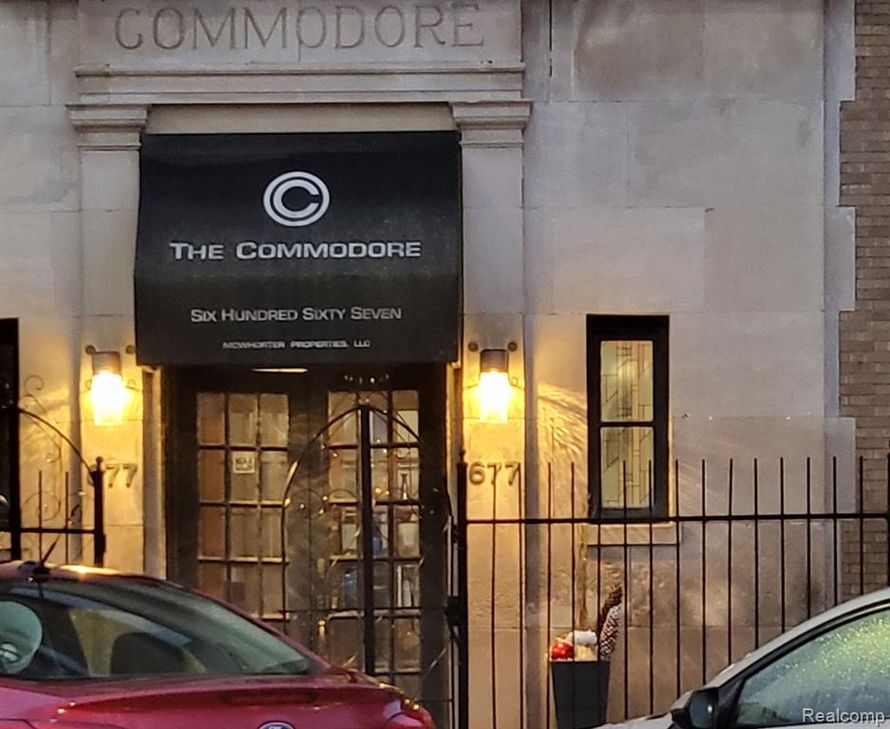 COMMODORE
C
THE COMMODORE
SIX HUNDRED SIXTY SEVEN
MCWHORTER PROPERTIES, LLC
677
677
Realcomp